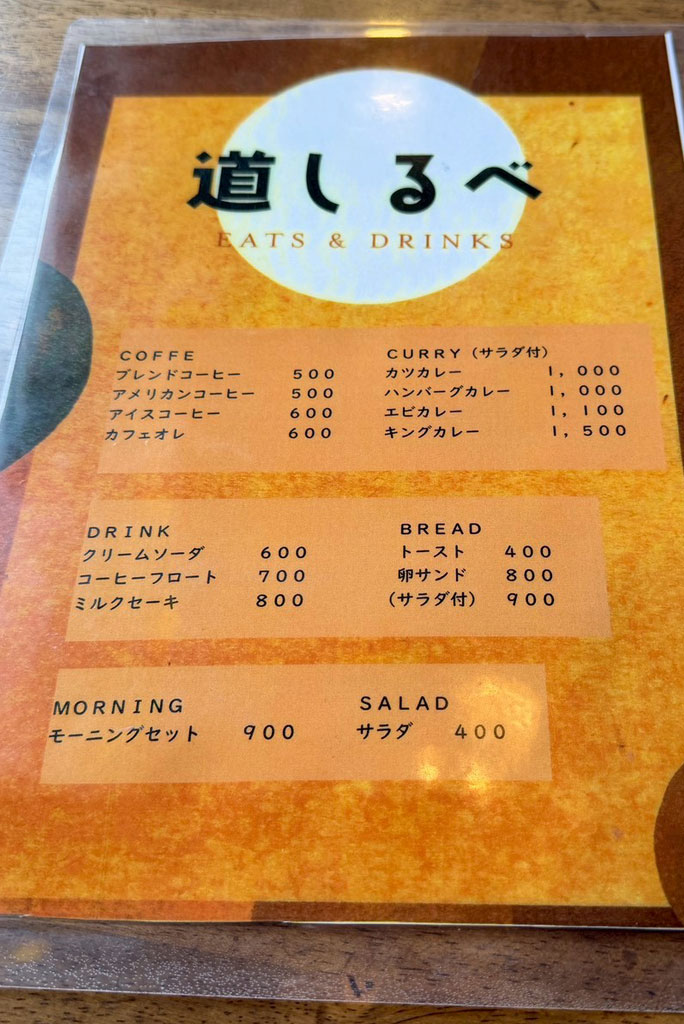 道しるべ
EATS & DRINKS
COFFE
ブレンドコーヒー 500
アメリカンコーヒー 500
アイスコーヒー 600
カフェオレ 600
CURRY (サラダ付)
カツカレー 1,000
ハンバーグカレー 1,000
エビカレー 1,100
キングカレー 1,500
DRINK
クリームソーダ 600
コーヒーフロート 700
ミルクセーキ 800
BREAD
トースト 400
卵サンド 800
(サラダ付) 900
MORNING
モーニングセット 900
SALAD
サラダ 400